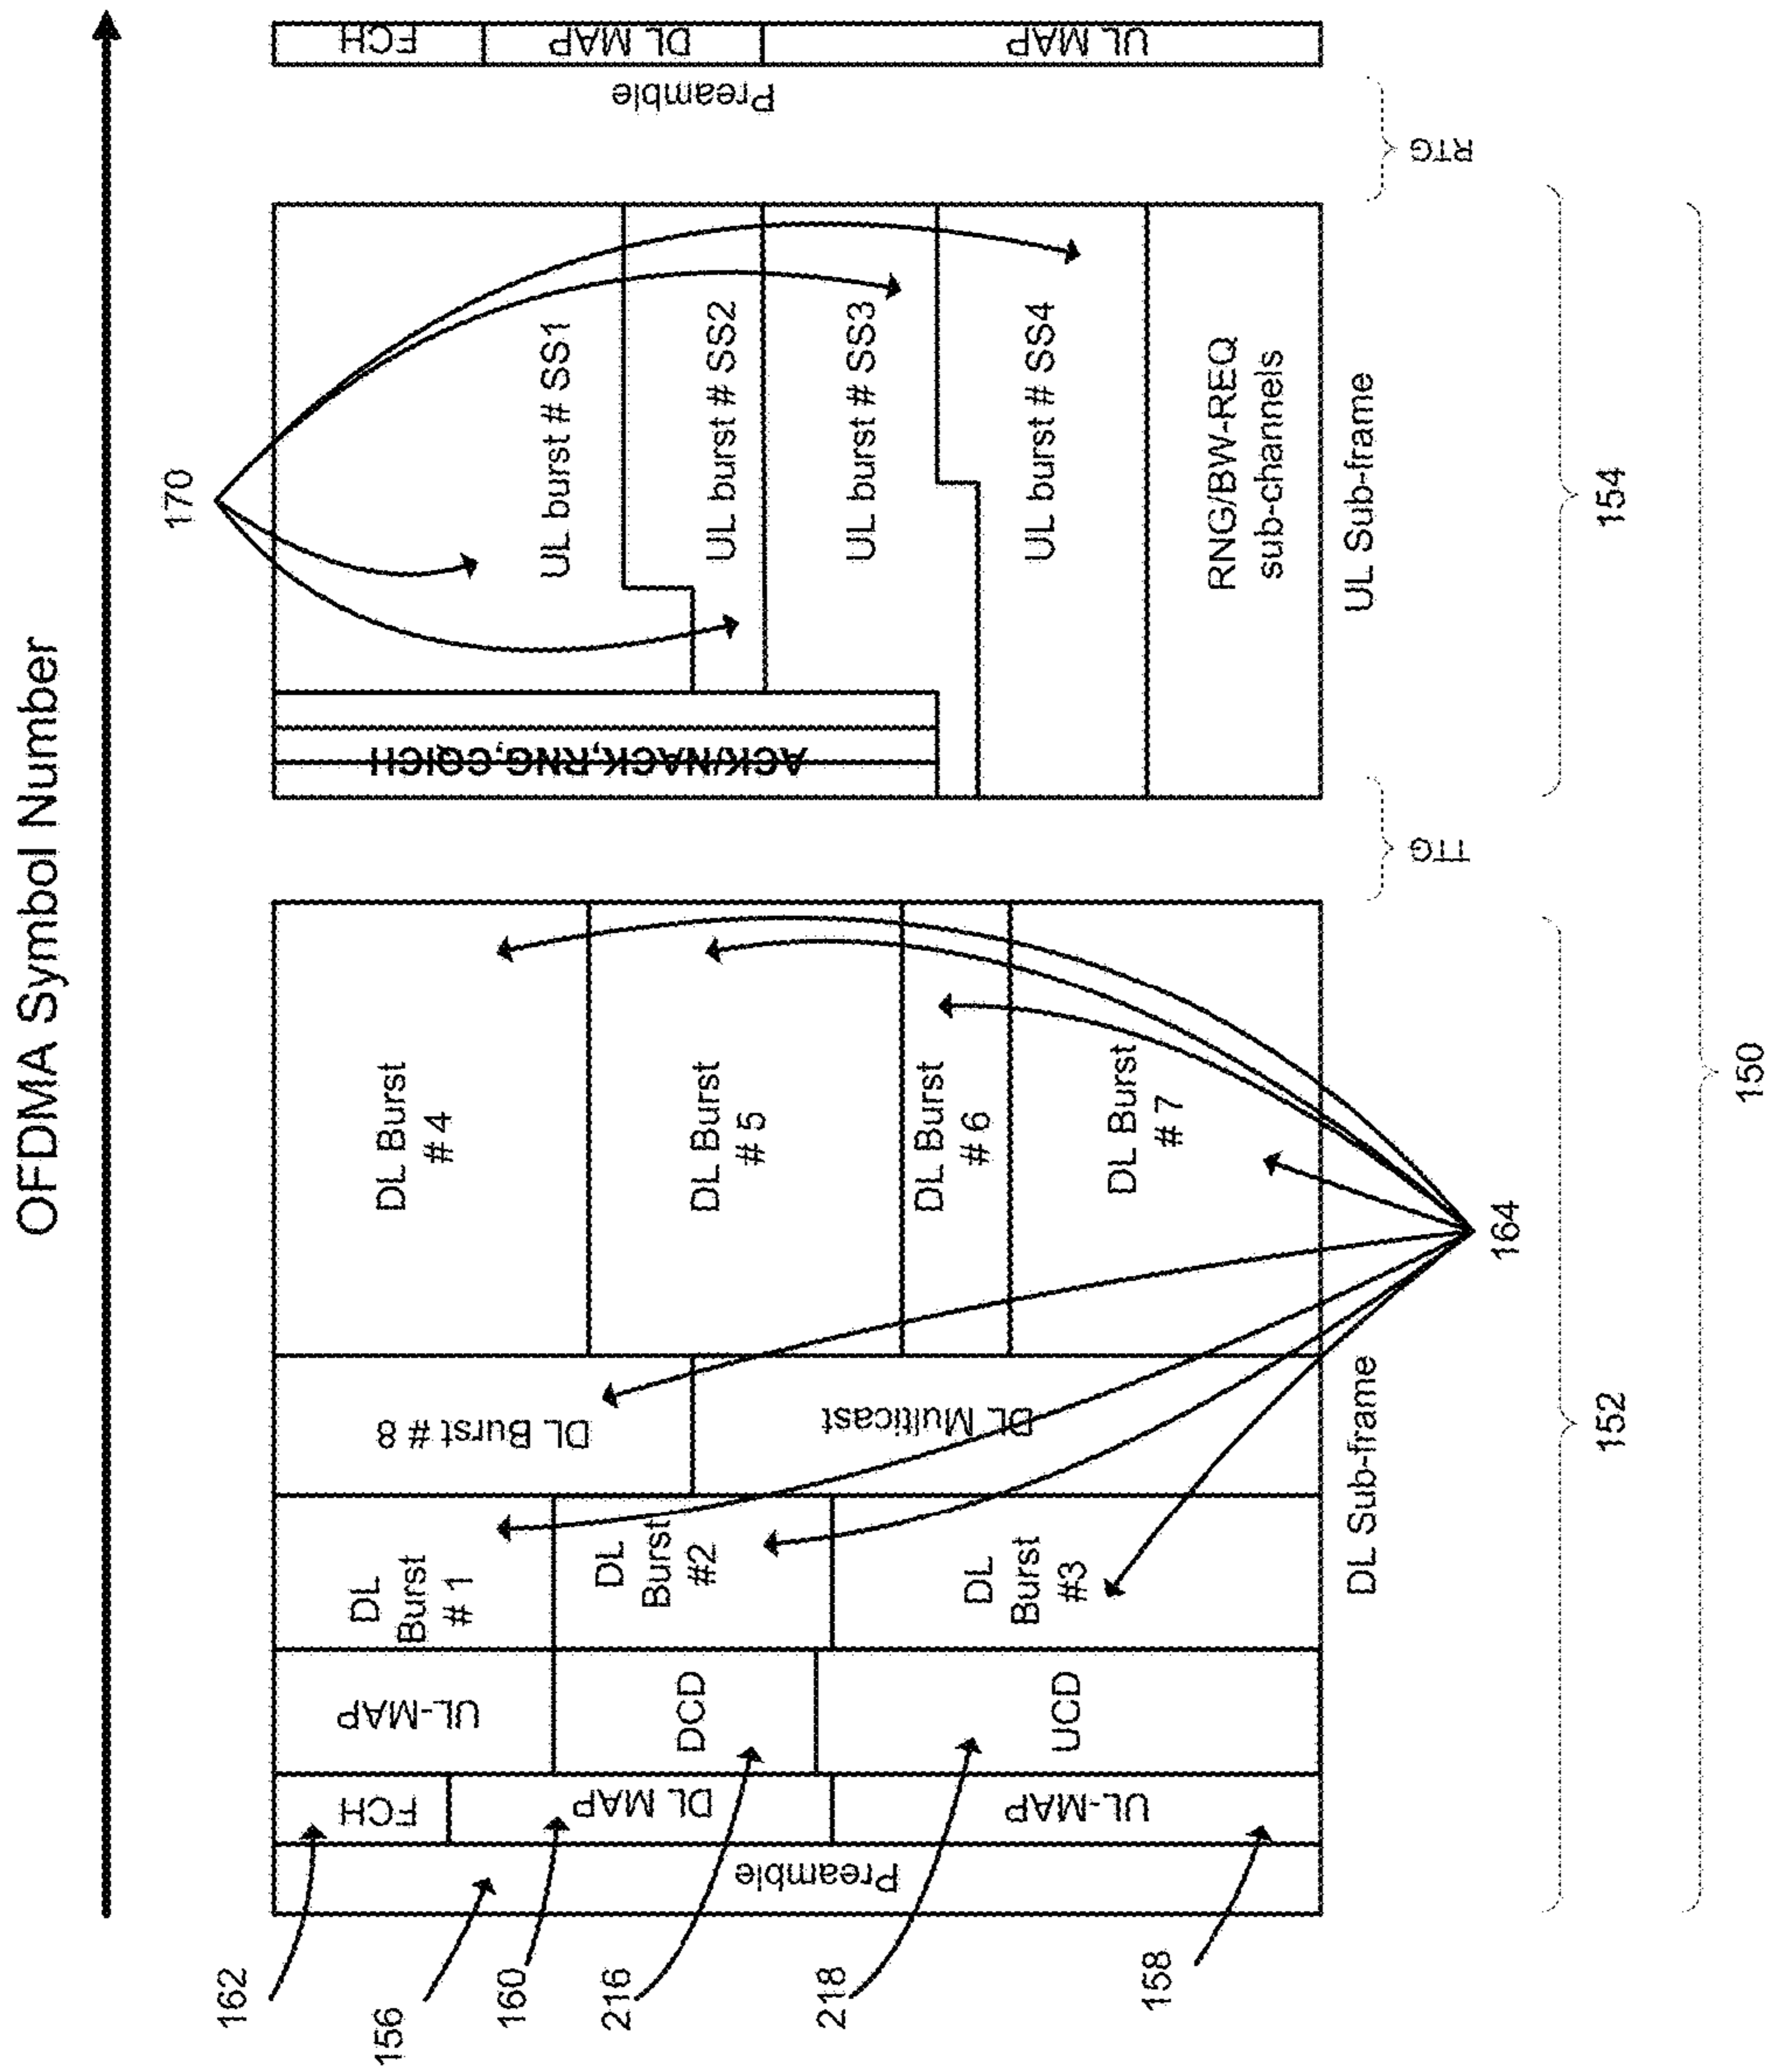 OFDMA Symbol Number
162
156
160
216
218
158
Preamble
FCH
DL MAP
UL-MAP
UL-MAP
DCD
UCD
DL
Burst
# 1
DL
Burst
#2
DL
Burst
#3
DL Burst # 8
DL Multicast
DL Burst
# 4
DL Burst
# 5
DL Burst
# 6
DL Burst
# 7
DL Sub-frame
164
152
TTG
170
ACK/NACK,RNG,CQICH
UL burst # SS1
UL burst # SS2
UL burst # SS3
UL burst # SS4
RNG/BW-REQ
sub-channels
UL Sub-frame
154
RTG
150
Preamble
FCH
DL MAP
UL MAP